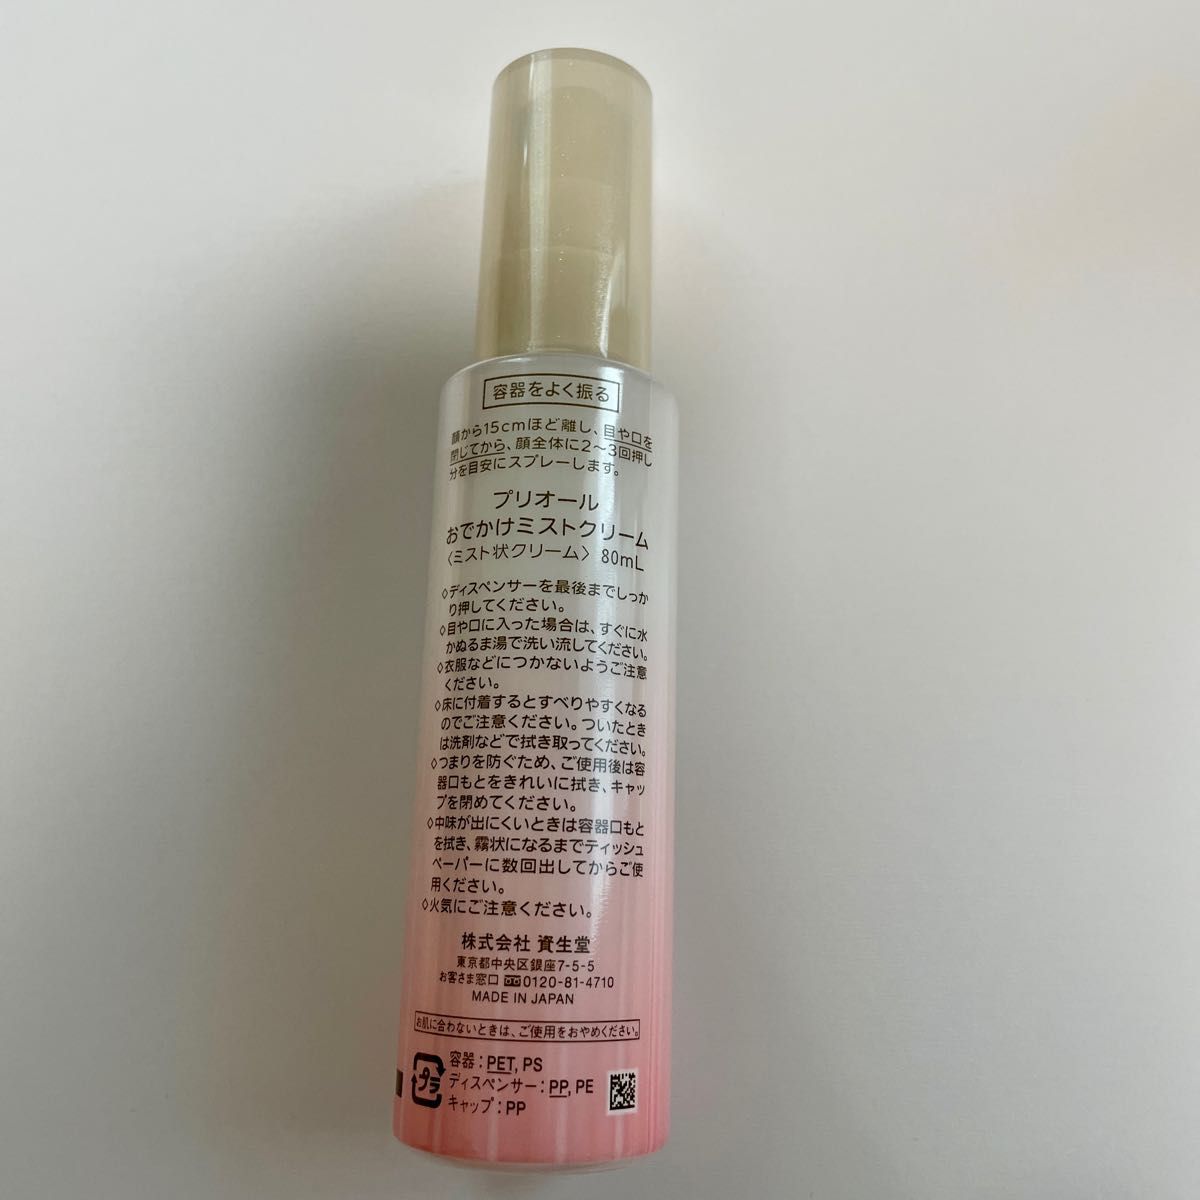 容器をよく振る
顔から15cmほど離し、目や口を
閉じてから、顔全体に2〜3回押し
分を目安にスプレーします。
プリオール
おでかけミストクリーム
〈ミスト状クリーム〉 80mL
◇ディスペンサーを最後までしっか
り押してください。
◇目や口に入った場合は、すぐに水
かぬるま湯で洗い流してください。
◇衣服などにつかないようご注意
ください。
◇床に付着するとすべりやすくなる
のでご注意ください。ついたとき
は洗剤などで拭き取ってください。
◇つまりを防ぐため、ご使用後は容
器口もとをきれいに拭き、キャッ
プを閉めてください。
◇中味が出にくいときは容器口もと
を拭き、霧状になるまでティッシュ
ペーパーに数回出してからご使
用ください。
◇火気にご注意ください。
株式会社 資生堂
東京都中央区銀座7-5-5
お客さま窓口 0120-81-4710
MADE IN JAPAN
お肌に合わないときは、ご使用をおやめください。
プラ
容器：PET, PS
ディスペンサー：PP, PE
キャップ：PP